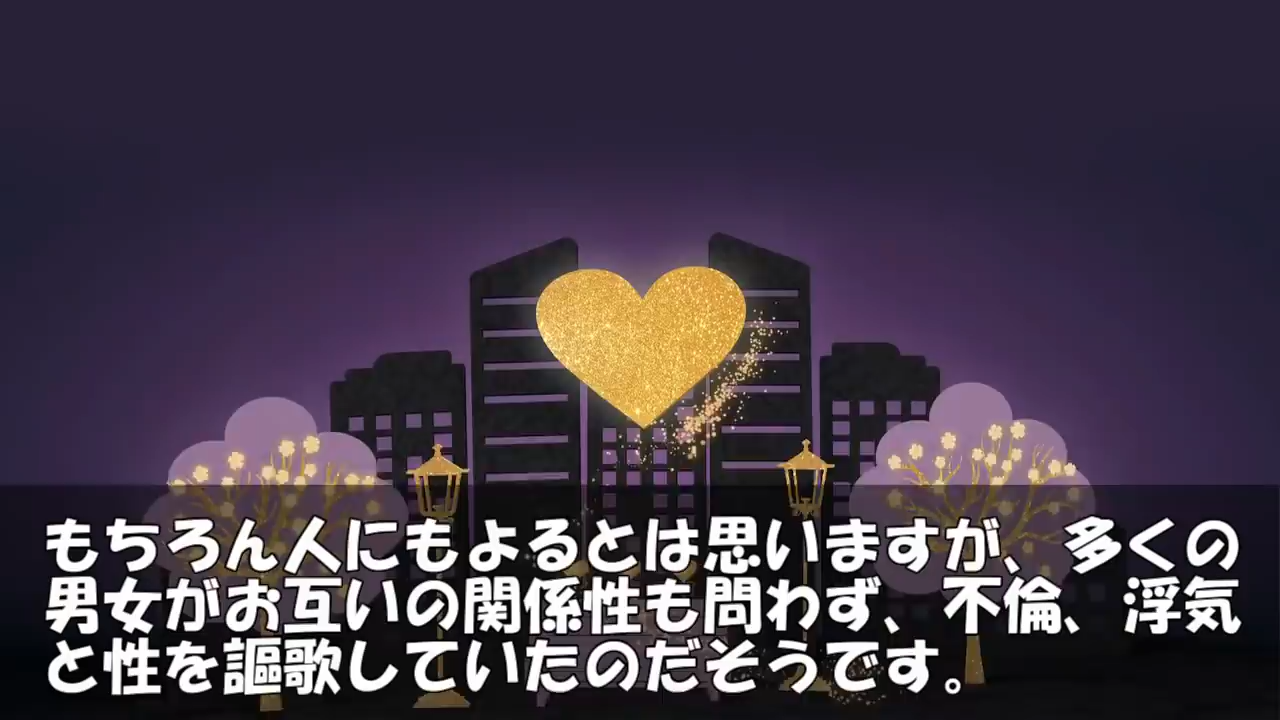 もちろん人にもよるとは思いますが、多くの
男女がお互いの関係性も問わず、不倫、浮気
と性を謳歌していたのだそうです。